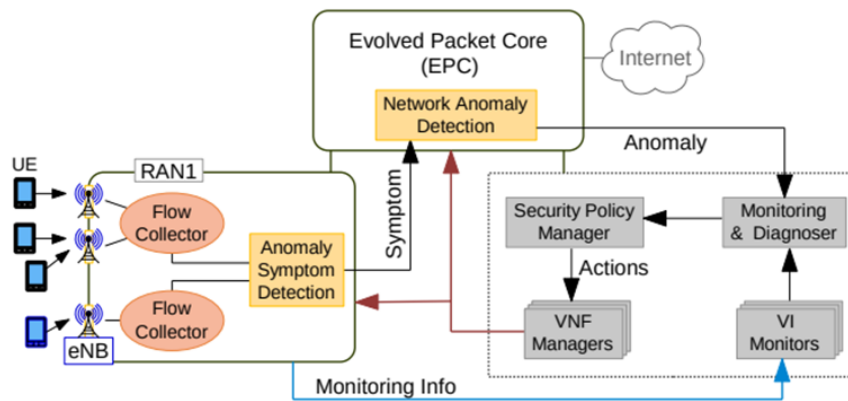 Evolved Packet Core
(EPC)
Internet
Network Anomaly
Detection
Anomaly
UE
RAN1
Flow
Collector
Symptom
Security Policy
Manager
Monitoring
& Diagnoser
Anomaly
Symptom
Detection
Actions
Flow
Collector
VNF
Managers
VI
Monitors
eNB
Monitoring Info